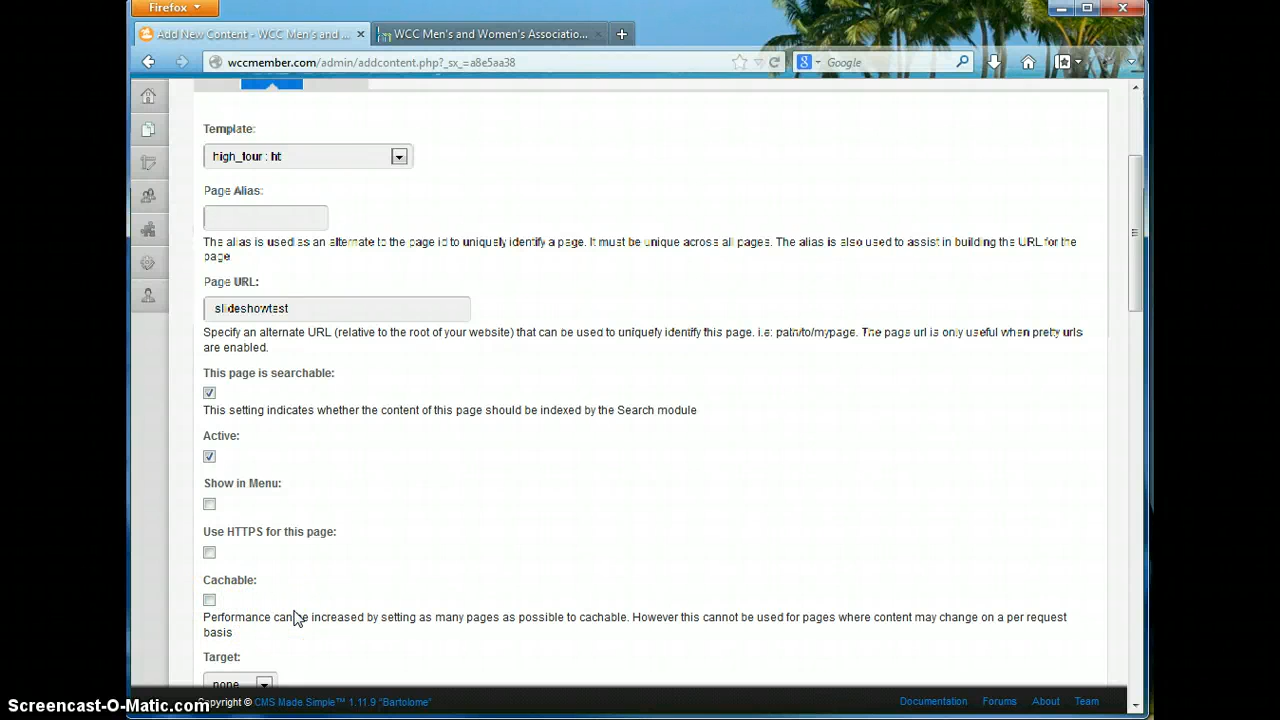 Firefox
Add New Content - WCC Men's and ...
WCC Men's and Women's Associatio...
wccmember.com/admin/addcontent.php?_sx_=a8e5aa38
Google
Template:
high_four : ht
Page Alias:
The alias is used as an alternate to the page id to uniquely identify a page. It must be unique across all pages. The alias is also used to assist in building the URL for the
page
Page URL:
slideshowtest
Specify an alternate URL (relative to the root of your website) that can be used to uniquely identify this page. i.e: path/to/mypage. The page url is only useful when pretty urls
are enabled.
This page is searchable:
This setting indicates whether the content of this page should be indexed by the Search module
Active:
Show in Menu:
Use HTTPS for this page:
Cachable:
Performance can be increased by setting as many pages as possible to cachable. However this cannot be used for pages where content may change on a per request
basis
Target:
none
Copyright © CMS Made Simple™ 1.11.9 "Bartolome"
Documentation Forums About Team
Screencast-O-Matic.com